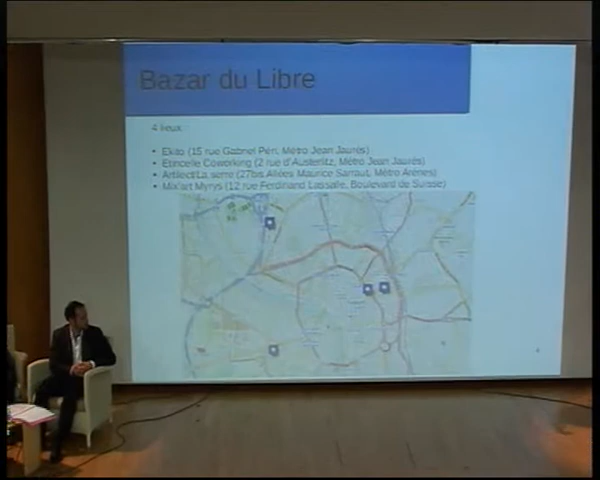 Bazar du Libre
4 lieux :
• Ekito (15 rue Gabriel Péri, Métro Jean Jaurès)
• Etincelle Coworking (2 rue d'Austerlitz, Métro Jean Jaurès)
• Artilect/La serre (27bis Allées Maurice Sarraut, Métro Arènes)
• Mix'art Myrys (12 rue Ferdinand Lassalle, Boulevard de Suisse)